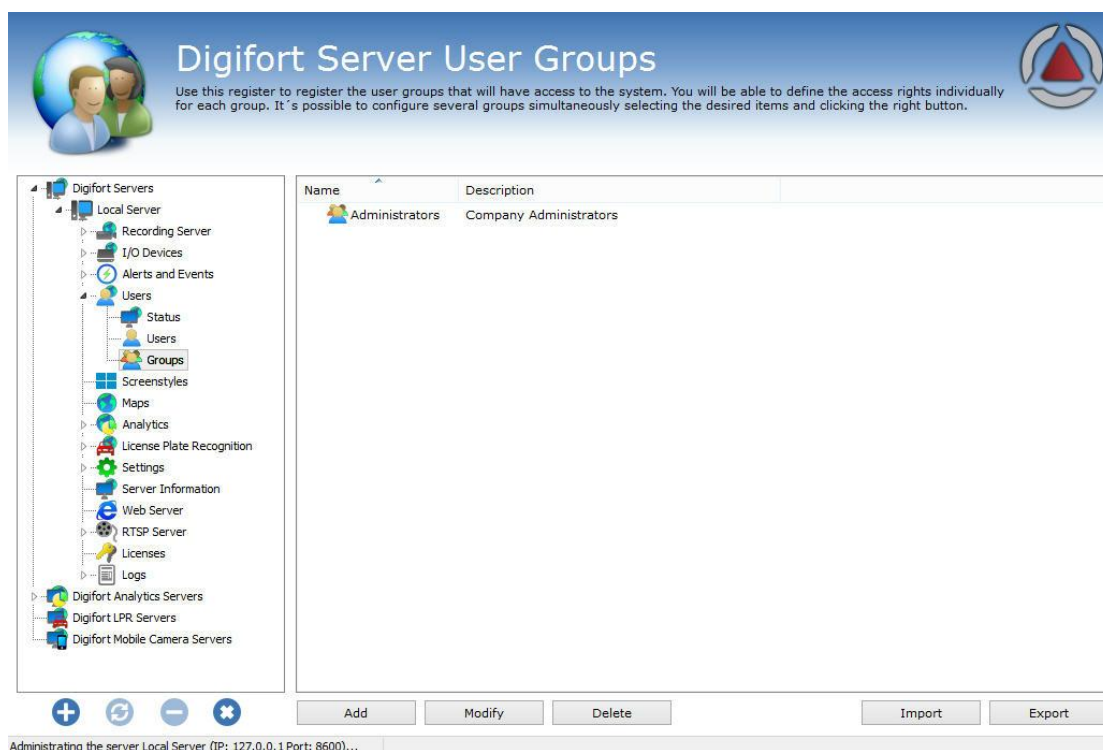 Digifort Server User Groups
Use this register to register the user groups that will have access to the system. You will be able to define the access rights individually
for each group. It´s possible to configure several groups simultaneously selecting the desired items and clicking the right button.
Digifort Servers
Local Server
Recording Server
I/O Devices
Alerts and Events
Users
Status
Users
Groups
Screenstyles
Maps
Analytics
License Plate Recognition
Settings
Server Information
Web Server
RTSP Server
Licenses
Logs
Digifort Analytics Servers
Digifort LPR Servers
Digifort Mobile Camera Servers
Name Description
Administrators Company Administrators
Add Modify Delete Import Export
Administrating the server Local Server (IP: 127.0.0.1 Port: 8600)...